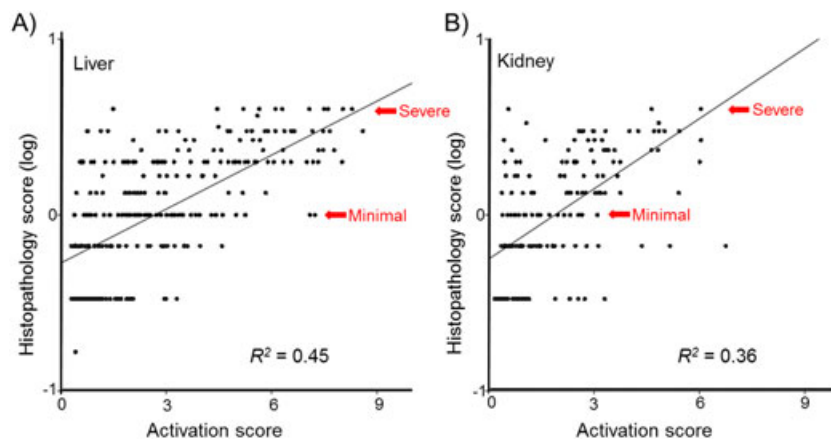 A)
Liver
1
0
-1
Histopathology score (log)
Severe
Minimal
R² = 0.45
0 3 6 9
Activation score
B)
Kidney
1
0
-1
Histopathology score (log)
Severe
Minimal
R² = 0.36
0 3 6 9
Activation score